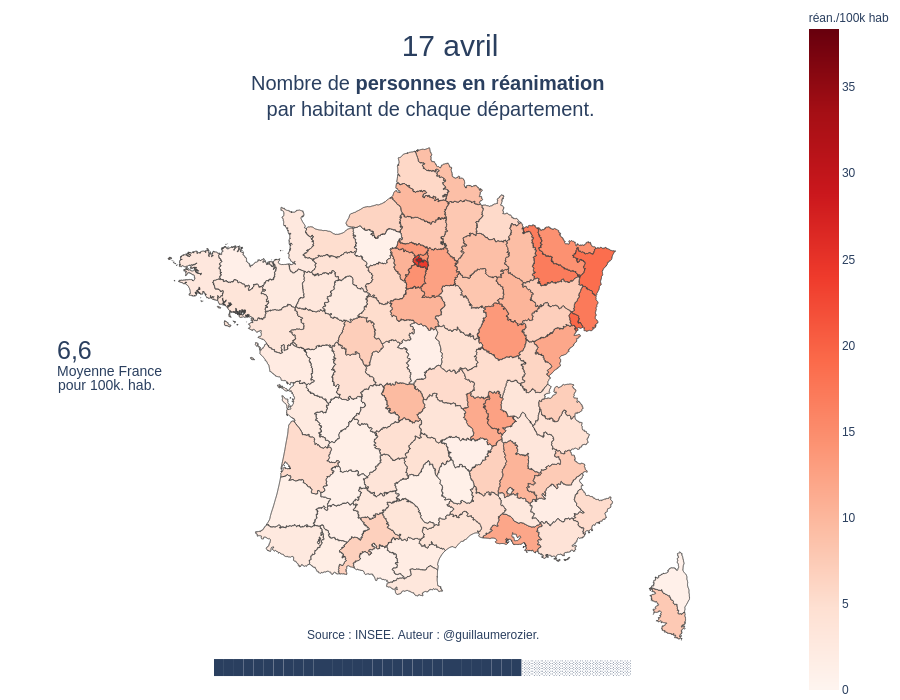 17 avril
Nombre de personnes en réanimation
par habitant de chaque département.
réan./100k hab
35
30
25
20
15
10
5
0
6,6
Moyenne France
pour 100k. hab.
Source : INSEE. Auteur : @guillaumerozier.